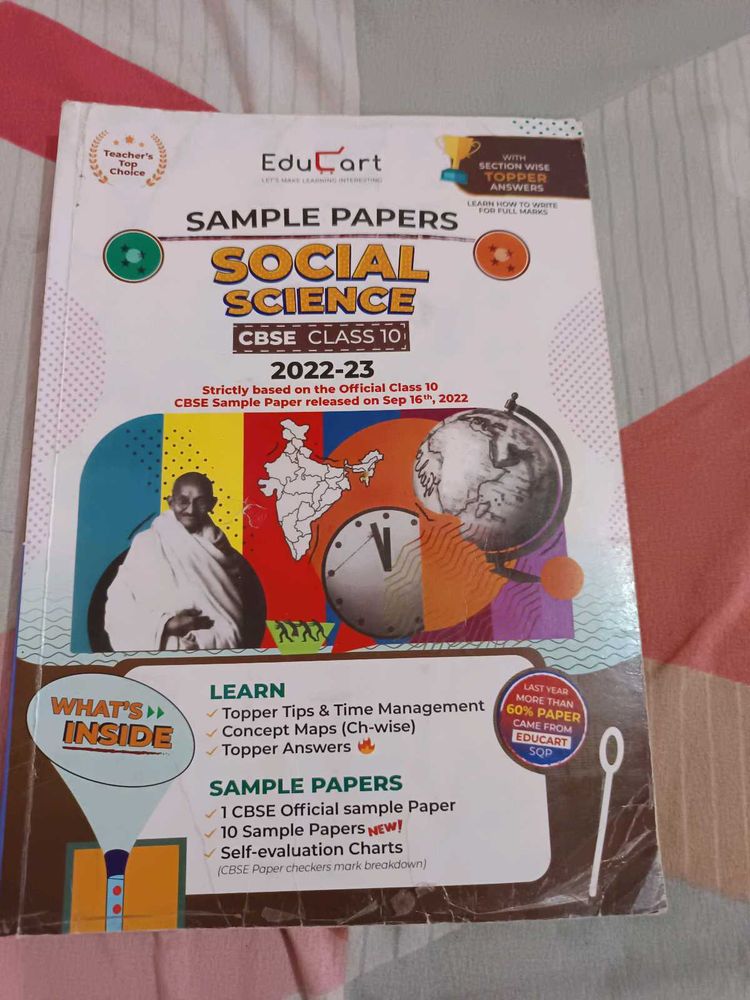 Teacher's
Top
Choice
EduCart
LET'S MAKE LEARNING INTERESTING
WITH
SECTION WISE
TOPPER
ANSWERS
LEARN HOW TO WRITE
FOR FULL MARKS
SAMPLE PAPERS
SOCIAL
SCIENCE
CBSE CLASS 10
2022-23
Strictly based on the Official Class 10
CBSE Sample Paper released on Sep 16th, 2022
WHAT'S
INSIDE
LEARN
Topper Tips & Time Management
Concept Maps (Ch-wise)
Topper Answers
SAMPLE PAPERS
1 CBSE Official sample Paper
10 Sample Papers NEW!
Self-evaluation Charts
(CBSE Paper checkers mark breakdown)
LAST YEAR
MORE THAN
60% PAPER
CAME FROM
EDUCART
SQP